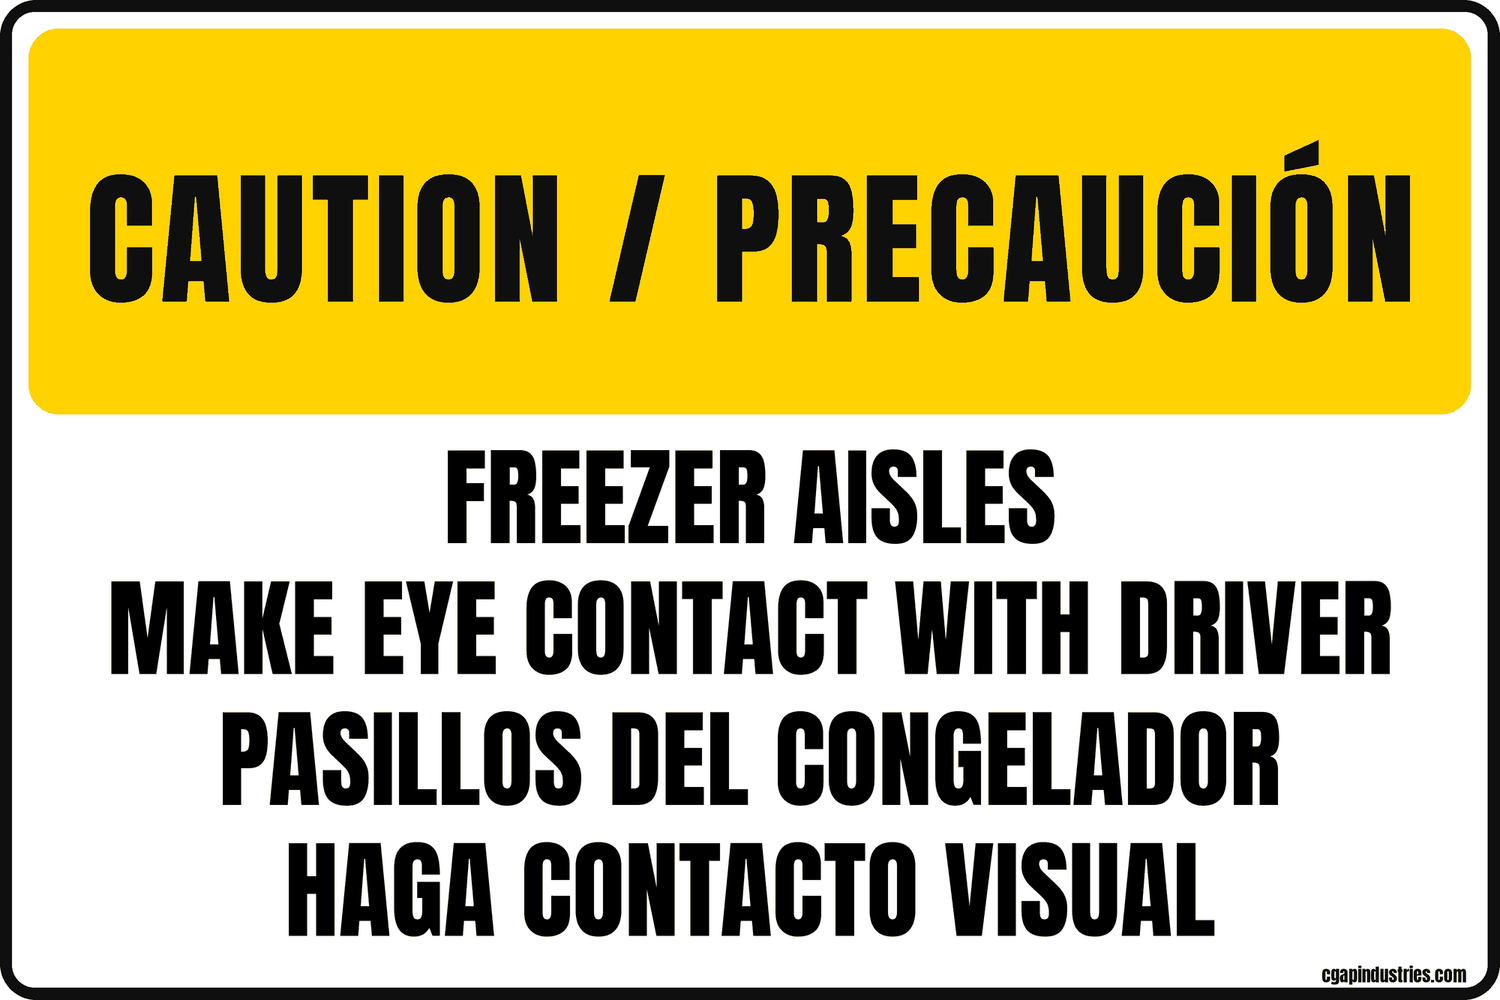 CAUTION / PRECAUCIÓN
FREEZER AISLES
MAKE EYE CONTACT WITH DRIVER
PASILLOS DEL CONGELADOR
HAGA CONTACTO VISUAL
cgapindustries.com